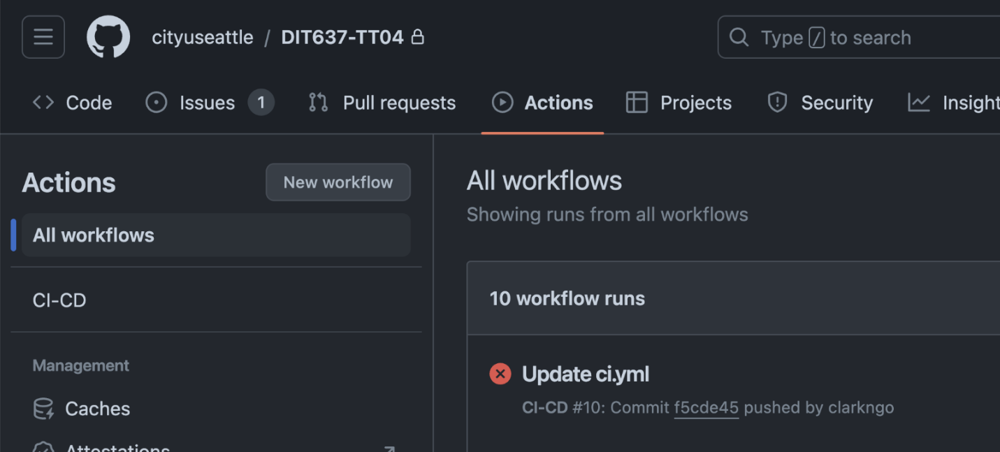 cityuseattle / DIT637-TT04
Type / to search
Code
Issues 1
Pull requests
Actions
Projects
Security
Insight
Actions
New workflow
All workflows
CI-CD
Management
Caches
Attestations
All workflows
Showing runs from all workflows
10 workflow runs
Update ci.yml
CI-CD #10: Commit f5cde45 pushed by clarkngo